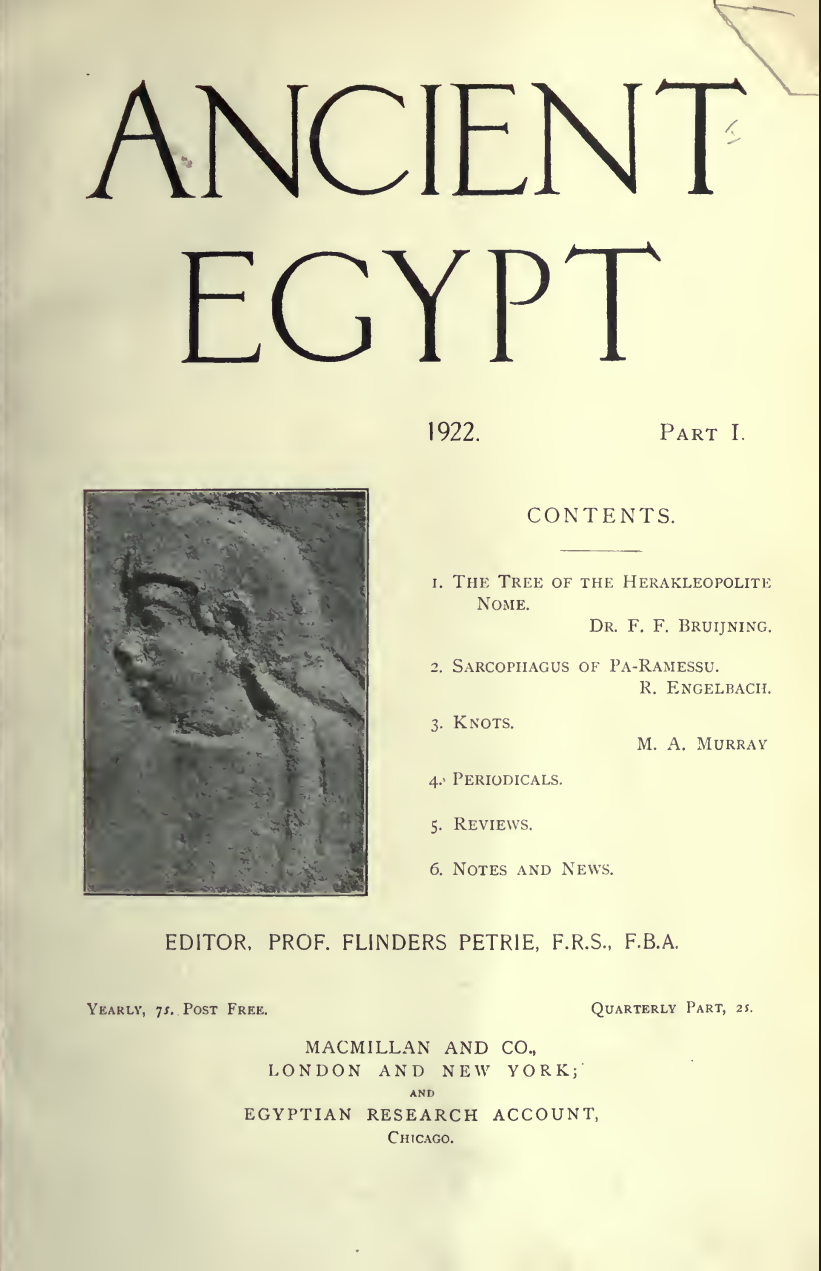 ANCIENT
EGYPT
1922. PART I.
CONTENTS.
1. THE TREE OF THE HERAKLEOPOLITE
NOME.
DR. F. F. BRUIJNING.
2. SARCOPHAGUS OF PA-RAMESSU.
R. ENGELBACH.
3. KNOTS.
M. A. MURRAY
4. PERIODICALS.
5. REVIEWS.
6. NOTES AND NEWS.
EDITOR, PROF. FLINDERS PETRIE, F.R.S., F.B.A.
YEARLY, 7s. POST FREE. QUARTERLY PART, 2s.
MACMILLAN AND CO.,
LONDON AND NEW YORK;
AND
EGYPTIAN RESEARCH ACCOUNT,
CHICAGO.